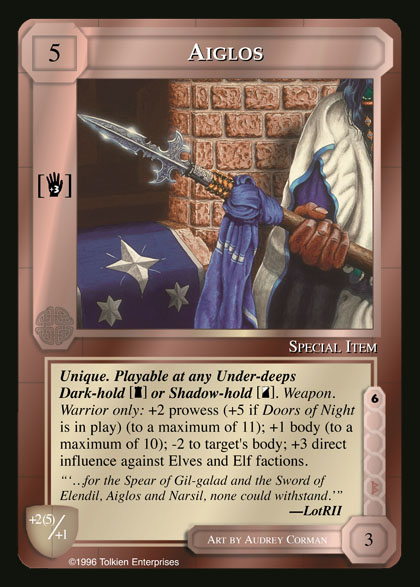 5
AIGLOS
[+3]
SPECIAL ITEM
Unique. Playable at any Under-deeps
Dark-hold [] or Shadow-hold []. Weapon.
Warrior only: +2 prowess (+5 if Doors of Night
is in play) (to a maximum of 11); +1 body (to a
maximum of 10); -2 to target's body; +3 direct
influence against Elves and Elf factions.
“‘...for the Spear of Gil-galad and the Sword of
Elendil, Aiglos and Narsil, none could withstand.’”
—LotRII
6
+2(5)/+1
ART BY AUDREY CORMAN
3
©1996 Tolkien Enterprises